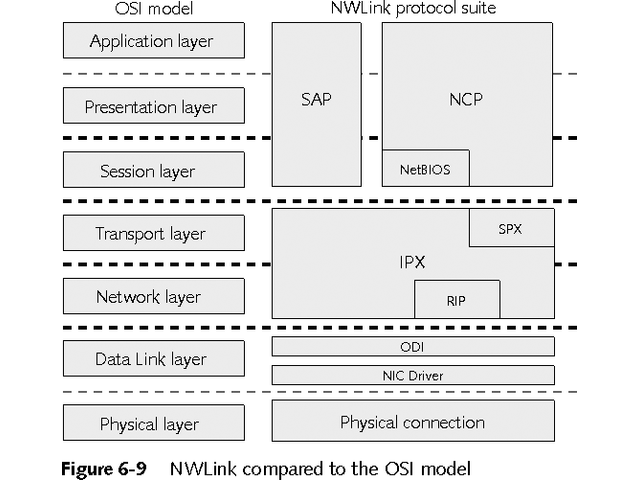 OSI model
NWLink protocol suite
Application layer
Presentation layer
Session layer
Transport layer
Network layer
Data Link layer
Physical layer
SAP
NCP
NetBIOS
SPX
IPX
RIP
ODI
NIC Driver
Physical connection
Figure 6-9 NWLink compared to the OSI model